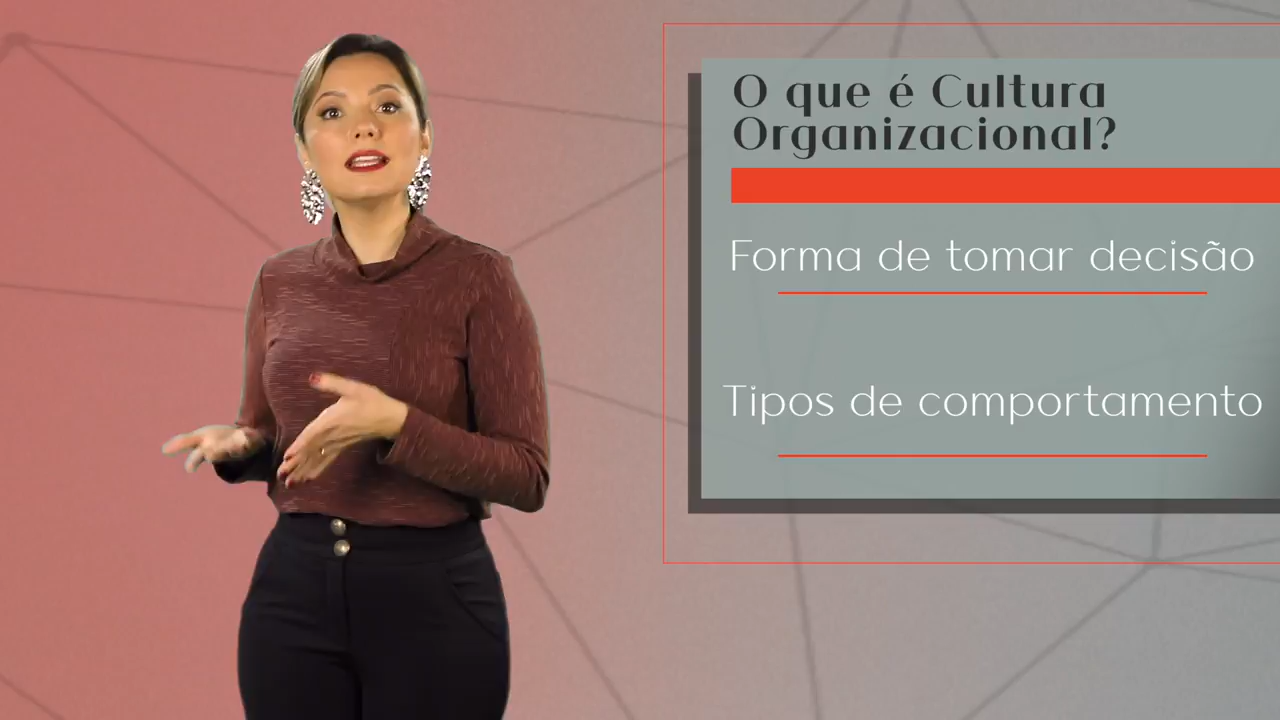 O que é Cultura
Organizacional?
Forma de tomar decisão
Tipos de comportamento